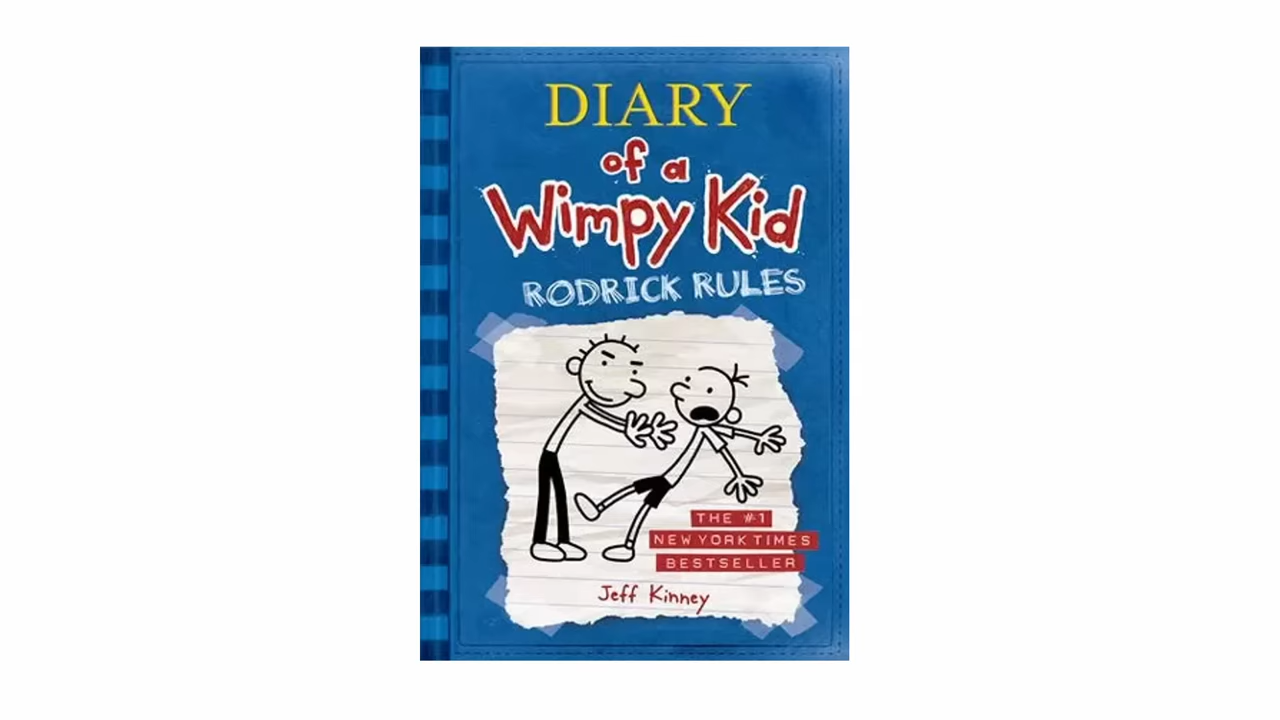 DIARY
of a
Wimpy Kid
RODRICK RULES
THE #1
NEW YORK TIMES
BESTSELLER
Jeff Kinney